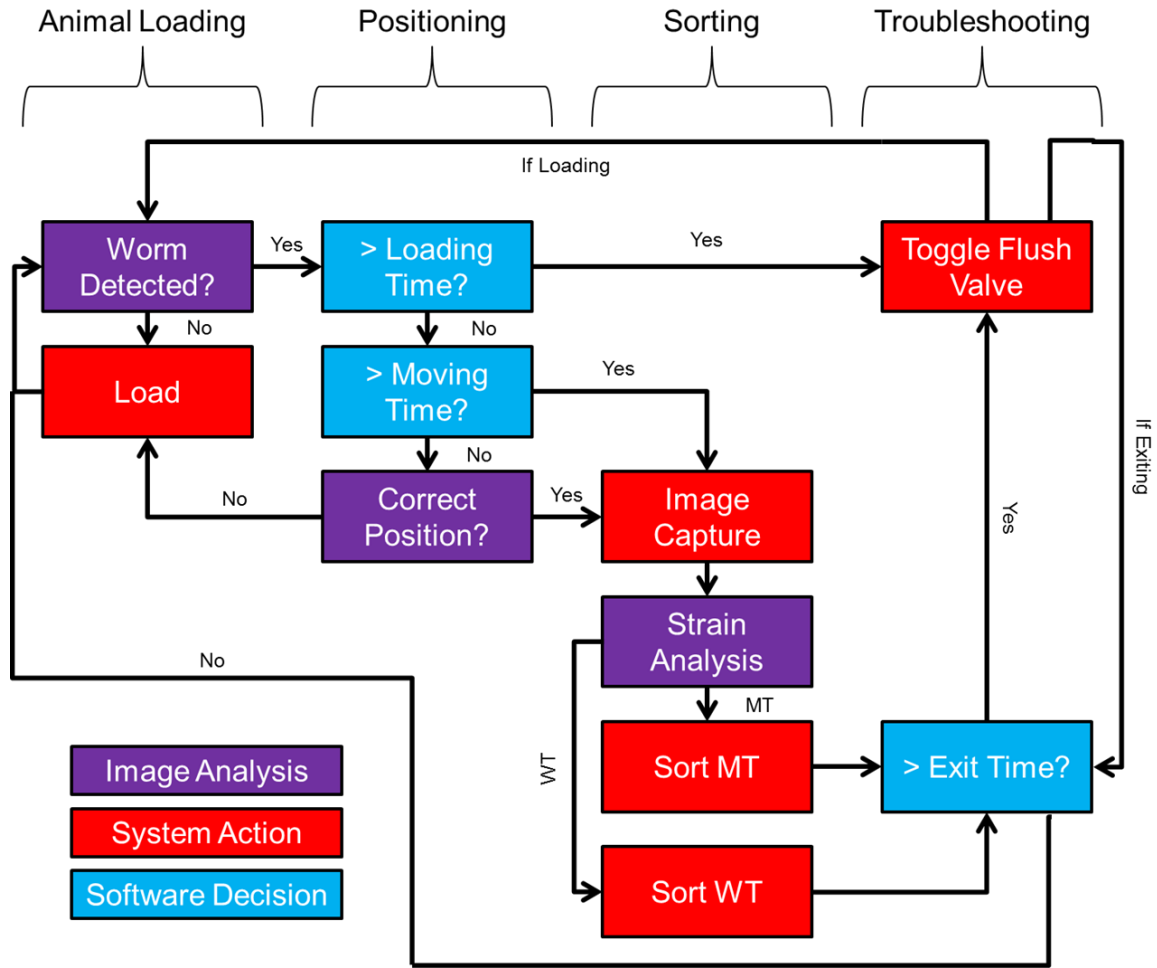 Animal Loading
Positioning
Sorting
Troubleshooting
If Loading
Worm
Detected?
Yes
> Loading
Time?
Yes
Toggle Flush
Valve
No
No
Load
> Moving
Time?
Yes
If Exiting
No
No
Correct
Position?
Yes
Image
Capture
Yes
Strain
Analysis
No
MT
WT
Sort MT
> Exit Time?
Sort WT
Image Analysis
System Action
Software Decision